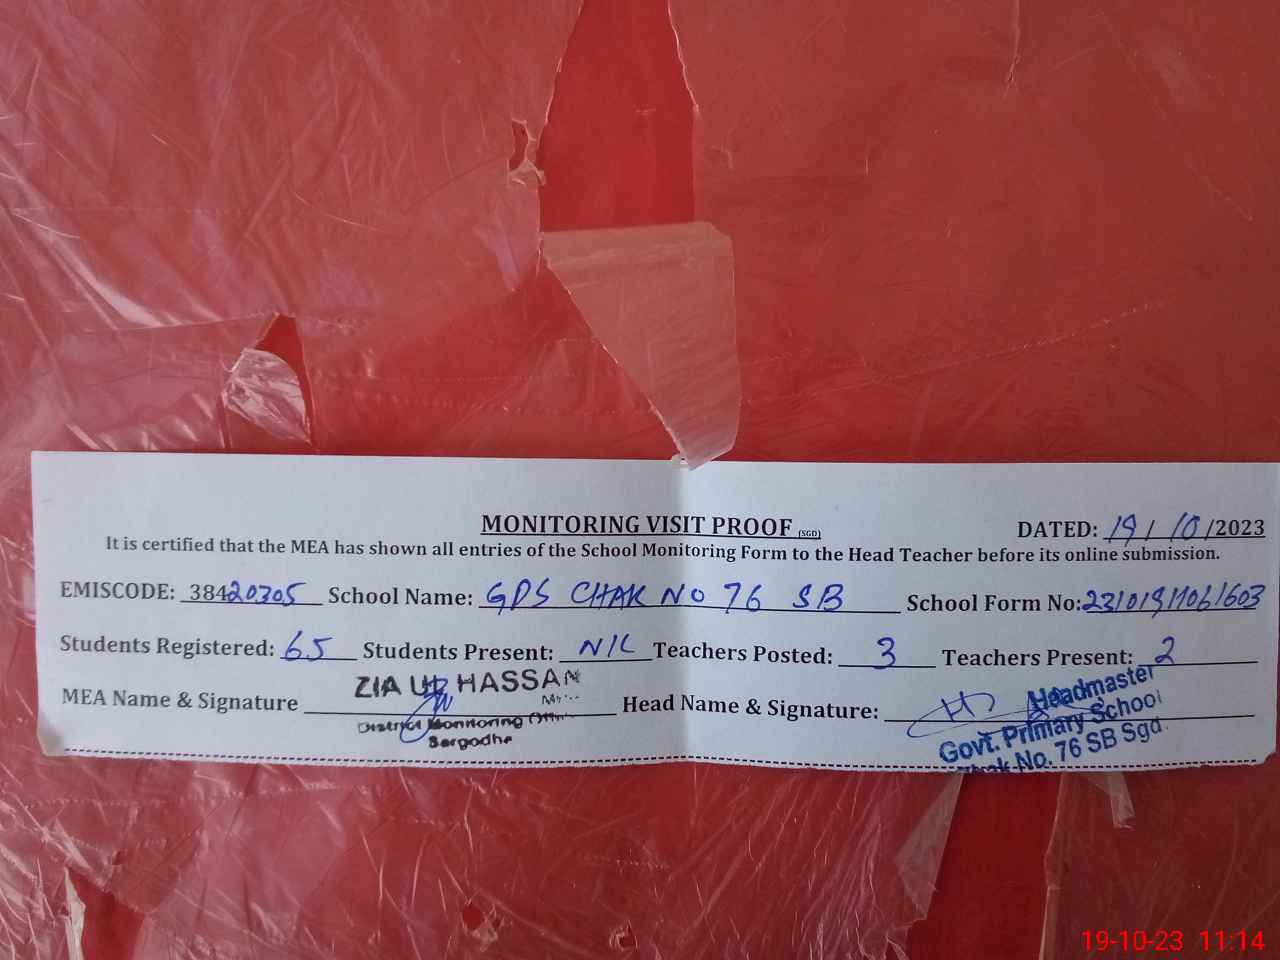 MONITORING VISIT PROOF (SGD) DATED: 19 / 10 /2023
It is certified that the MEA has shown all entries of the School Monitoring Form to the Head Teacher before its online submission.
EMISCODE: 38420305 School Name: GPS CHAK NO 76 SB School Form No:
Students Registered: 65 Students Present: NIL Teachers Posted: 3 Teachers Present: 2
MEA Name & Signature ZIA UL HASSAN Head Name & Signature: Headmaster
District Monitoring Govt. Primary School
Sargodha No. 76 SB Sgd.
19-10-23 11:14